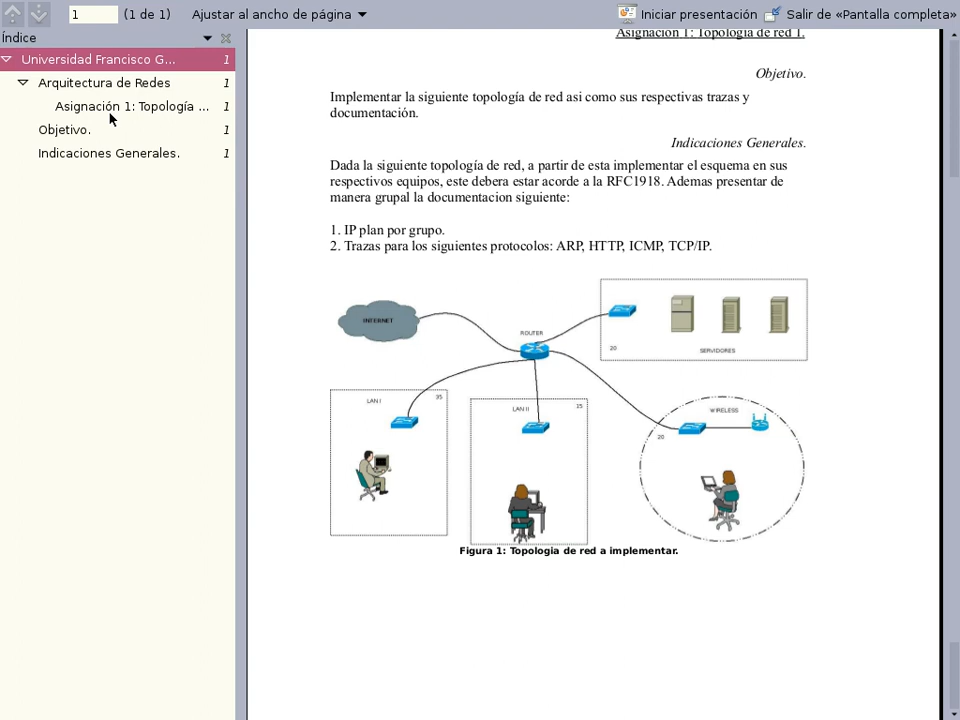 1 (1 de 1) Ajustar al ancho de página Iniciar presentación Salir de «Pantalla completa»
Índice
Universidad Francisco G... 1
Arquitectura de Redes 1
Asignación 1: Topología ... 1
Objetivo. 1
Indicaciones Generales. 1
Asignacion 1: Topologia de red 1.
Objetivo.
Implementar la siguiente topología de red asi como sus respectivas trazas y
documentación.
Indicaciones Generales.
Dada la siguiente topología de red, a partir de esta implementar el esquema en sus
respectivos equipos, este debera estar acorde a la RFC1918. Ademas presentar de
manera grupal la documentacion siguiente:
1. IP plan por grupo.
2. Trazas para los siguientes protocolos: ARP, HTTP, ICMP, TCP/IP.
INTERNET
ROUTER
20
SERVIDORES
LAN I
35
LAN II
15
WIRELESS
20
Figura 1: Topologia de red a implementar.